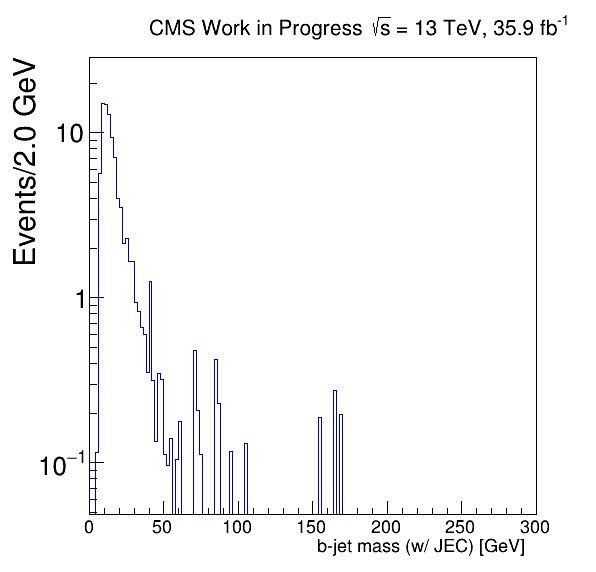 CMS Work in Progress √s = 13 TeV, 35.9 fb⁻¹
Events/2.0 GeV
10
1
10⁻¹
0 50 100 150 200 250 300
b-jet mass (w/ JEC) [GeV]